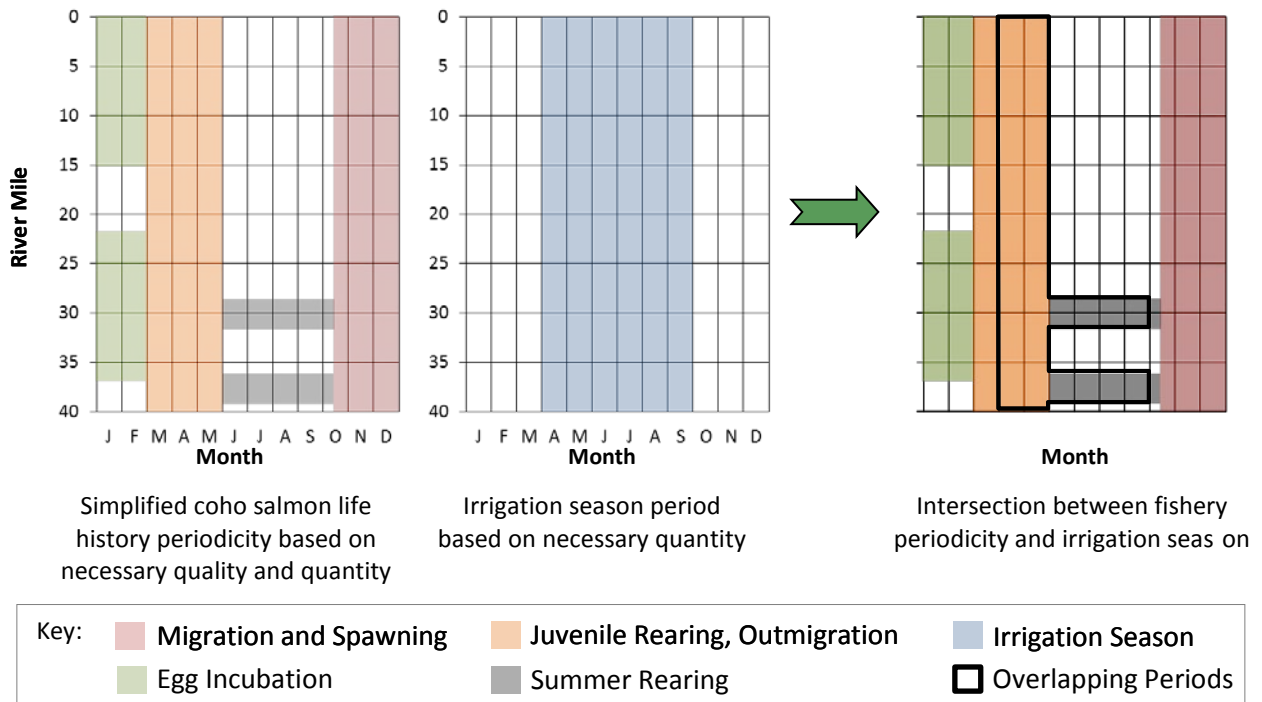 River Mile
0
5
10
15
20
25
30
35
40
J F M A M J J A S O N D
Month
Simplified coho salmon life
history periodicity based on
necessary quality and quantity
0
5
10
15
20
25
30
35
40
J F M A M J J A S O N D
Month
Irrigation season period
based on necessary quantity
Month
Intersection between fishery
periodicity and irrigation seas on
Key:
Migration and Spawning
Juvenile Rearing, Outmigration
Irrigation Season
Egg Incubation
Summer Rearing
Overlapping Periods